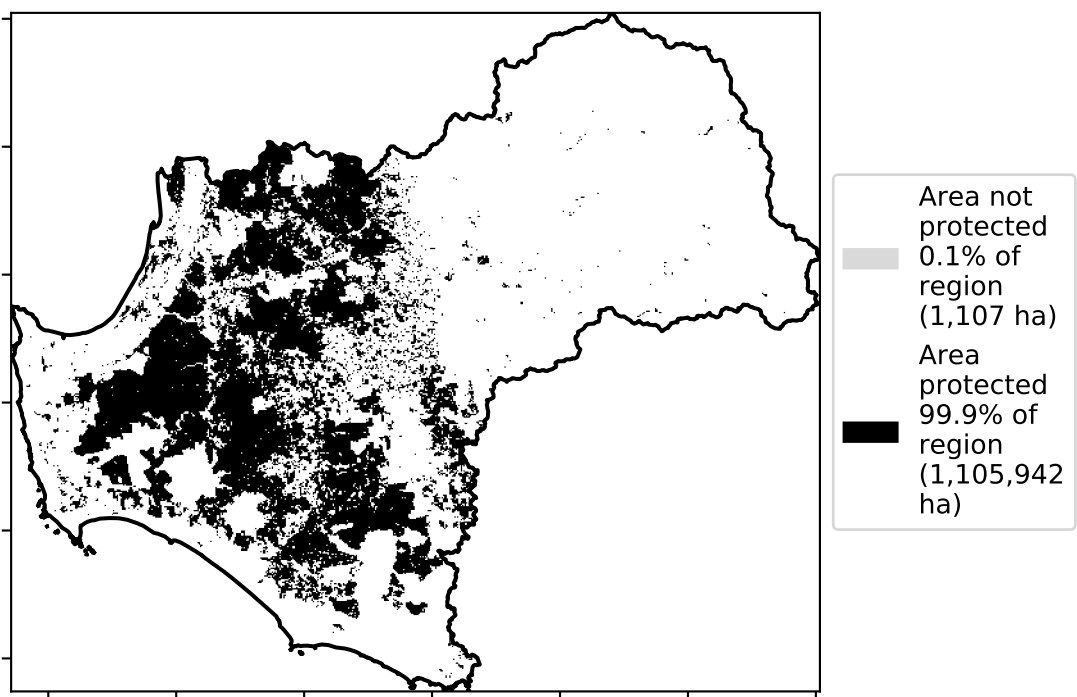 Area not
protected
0.1% of
region
(1,107 ha)
Area
protected
99.9% of
region
(1,105,942
ha)